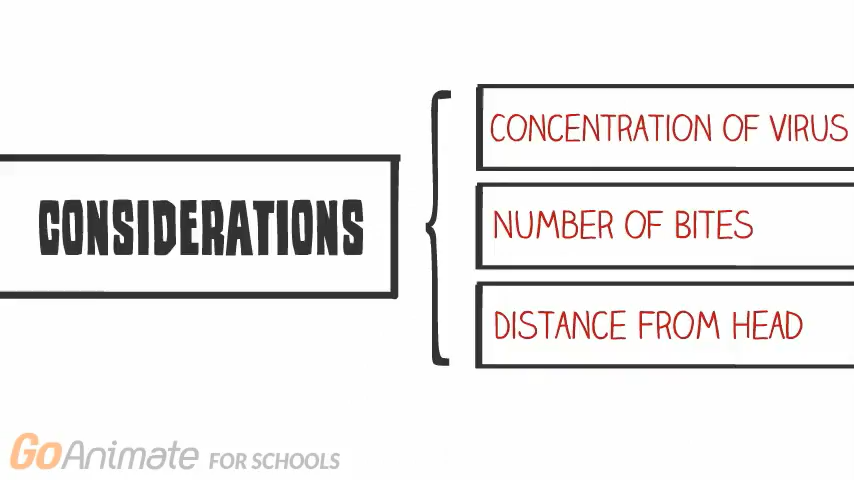 CONSIDERATIONS
CONCENTRATION OF VIRUS
NUMBER OF BITES
DISTANCE FROM HEAD
GoAnimate FOR SCHOOLS